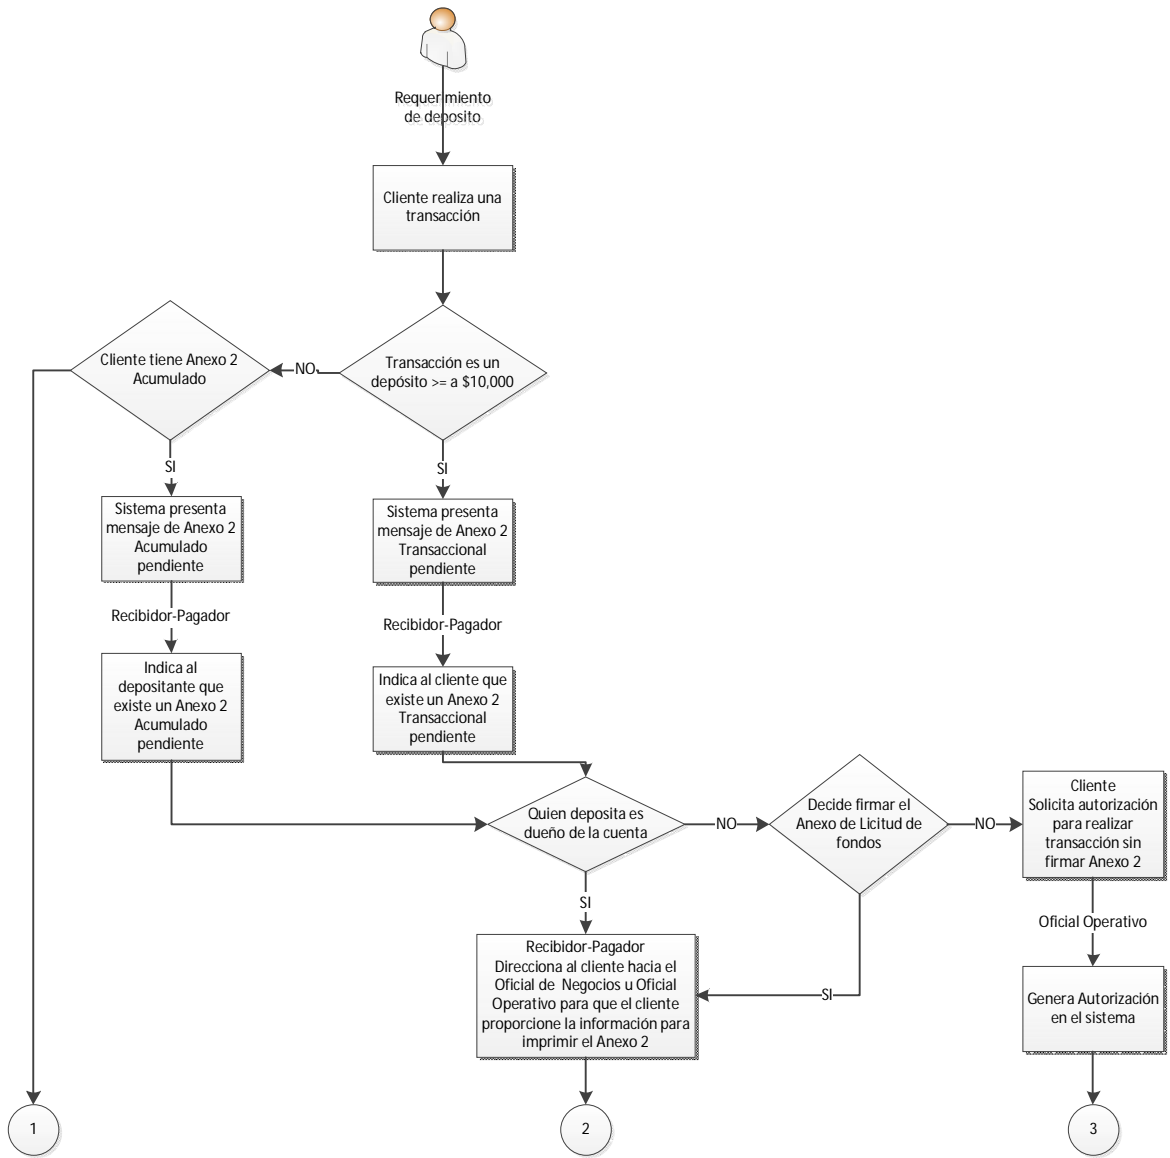 Requerimiento
de deposito
Cliente realiza una
transacción
Transacción es un
depósito >= a $10,000
NO
Cliente tiene Anexo 2
Acumulado
SI
SI
Sistema presenta
mensaje de Anexo 2
Acumulado
pendiente
Sistema presenta
mensaje de Anexo 2
Transaccional
pendiente
Recibidor-Pagador
Recibidor-Pagador
Indica al
depositante que
existe un Anexo 2
Acumulado
pendiente
Indica al cliente que
existe un Anexo 2
Transaccional
pendiente
Quien deposita es
dueño de la cuenta
NO
Decide firmar el
Anexo de Licitud de
fondos
NO
Cliente
Solicita autorización
para realizar
transacción sin
firmar Anexo 2
SI
Oficial Operativo
Recibidor-Pagador
Direcciona al cliente hacia el
Oficial de Negocios u Oficial
Operativo para que el cliente
proporcione la información para
imprimir el Anexo 2
SI
Genera Autorización
en el sistema
1
2
3